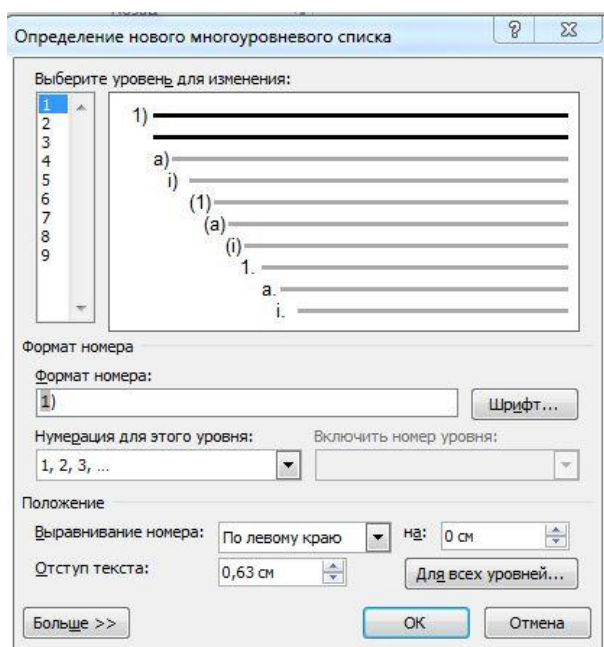 Определение нового многоуровневого списка
Выберите уровень для изменения:
1
2
3
4
5
6
7
8
9
1)
a)
i)
(1)
(a)
(i)
1.
a.
i.
Формат номера
Формат номера:
1)
Шрифт...
Нумерация для этого уровня: Включить номер уровня:
1, 2, 3, ...
Положение
Выравнивание номера: По левому краю на: 0 см
Отступ текста: 0,63 см Для всех уровней...
Больше >> ОК Отмена